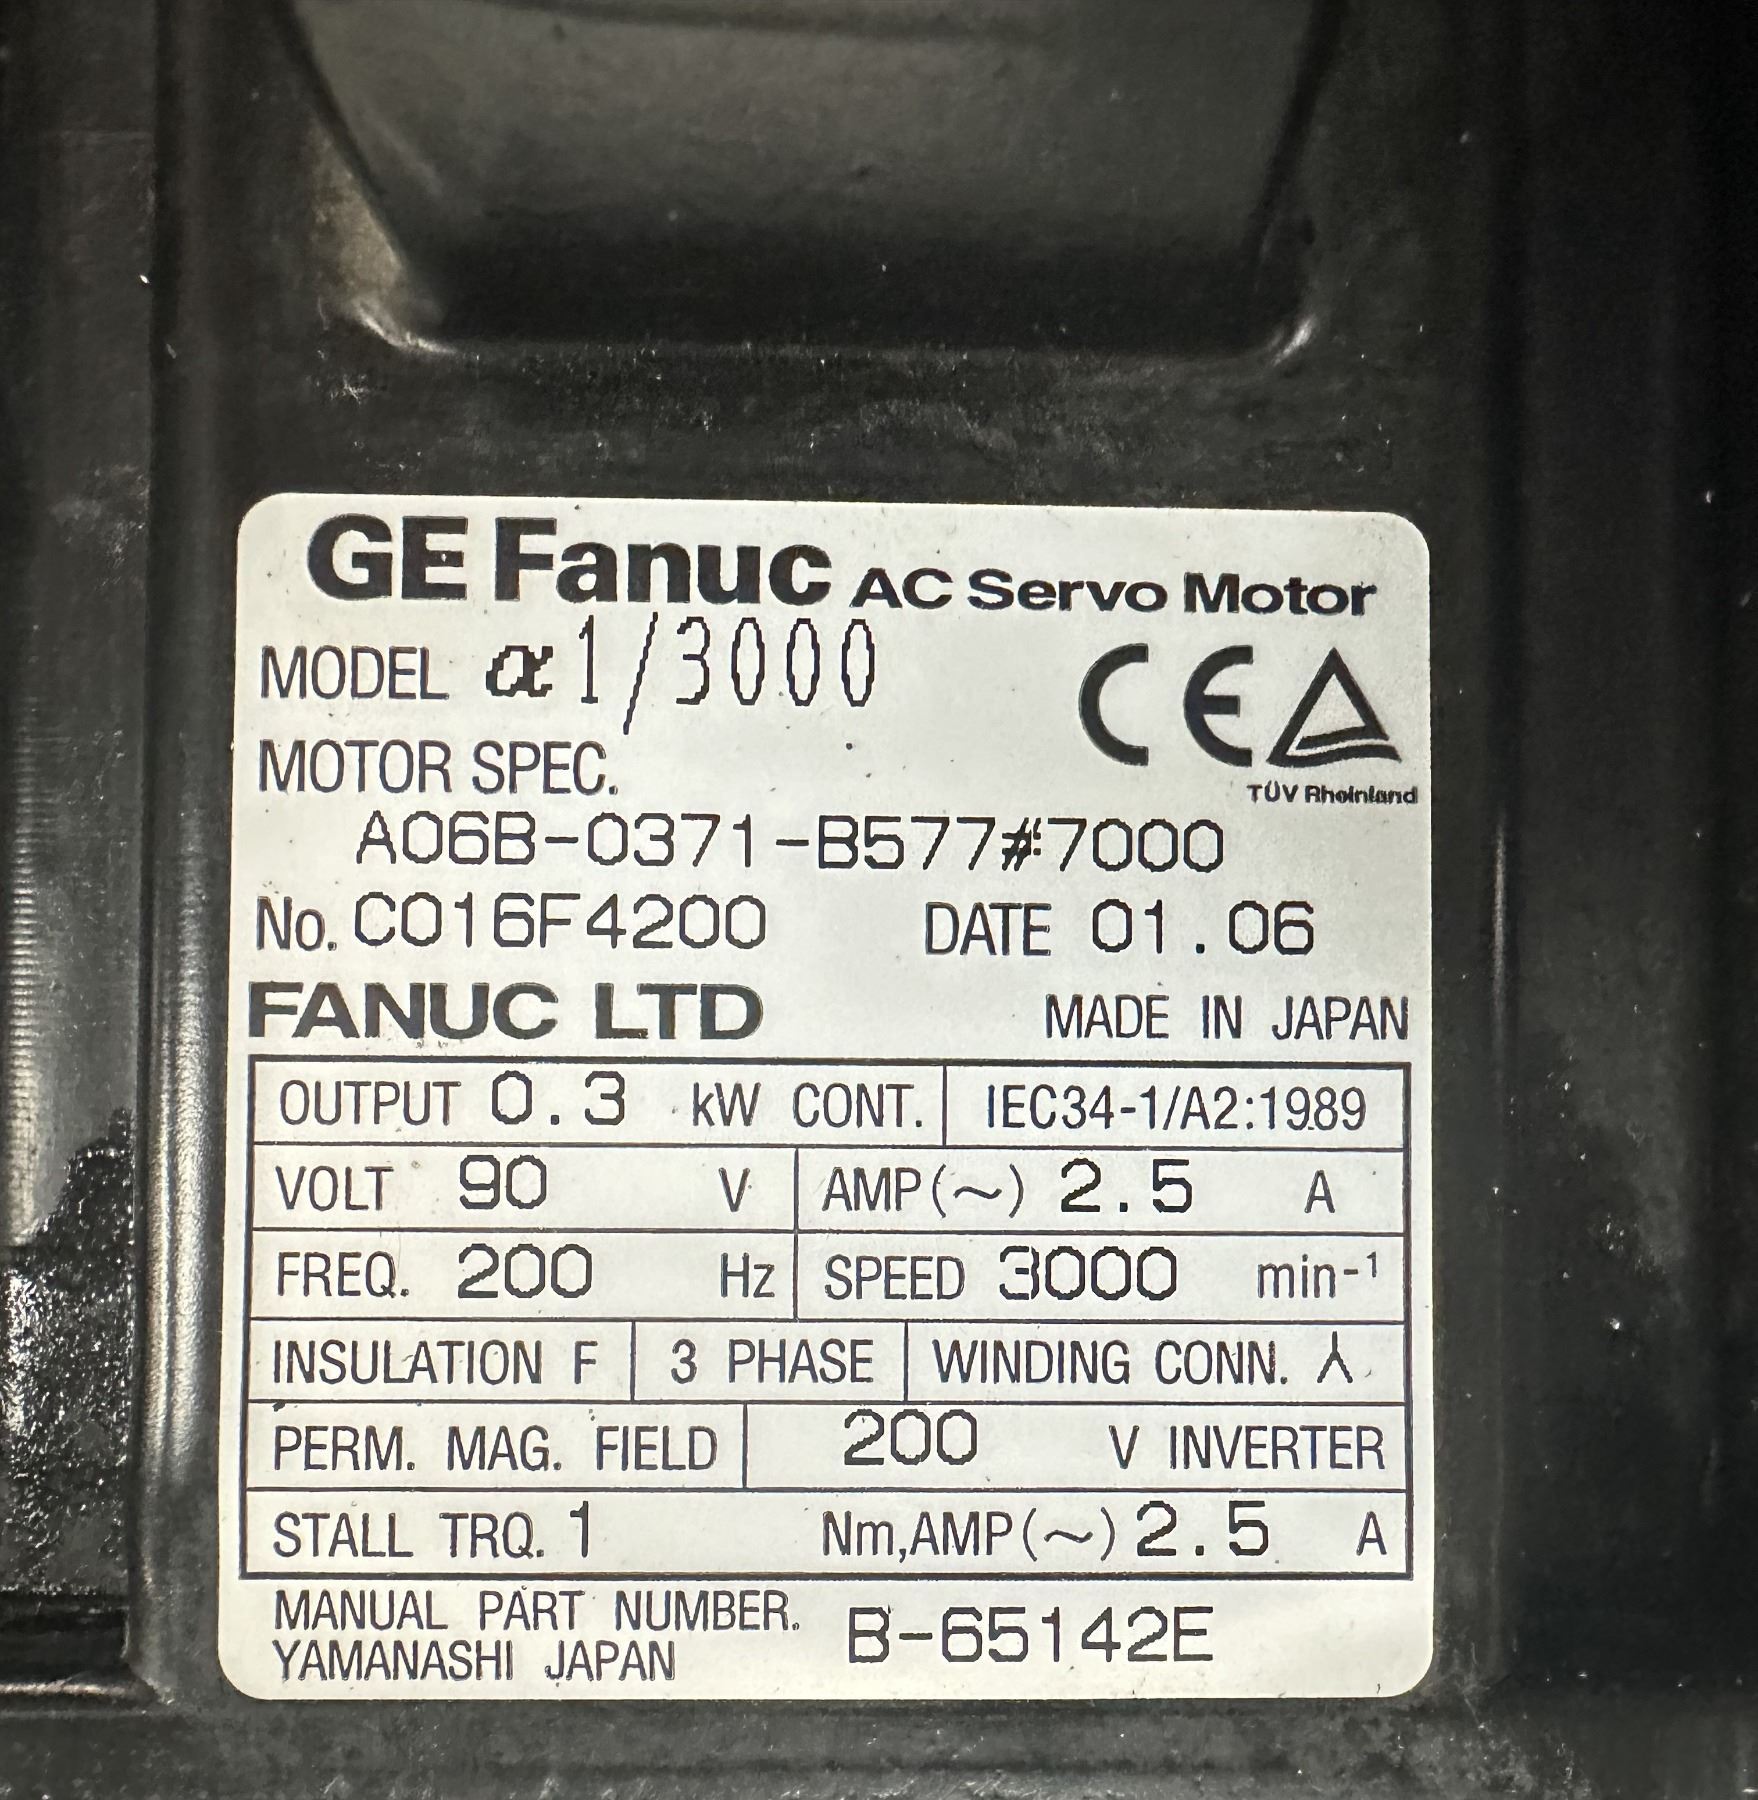 GE Fanuc AC Servo Motor
MODEL α1/3000
CE
TÜV Rheinland
MOTOR SPEC.
A06B-0371-B577#7000
No. C016F4200 DATE 01.06
FANUC LTD MADE IN JAPAN
OUTPUT 0.3 kW CONT. IEC34-1/A2:1989
VOLT 90 V AMP(~) 2.5 A
FREQ. 200 Hz SPEED 3000 min-1
INSULATION F 3 PHASE WINDING CONN. 人
PERM. MAG. FIELD 200 V INVERTER
STALL TRQ. 1 Nm,AMP(~) 2.5 A
MANUAL PART NUMBER. B-65142E
YAMANASHI JAPAN